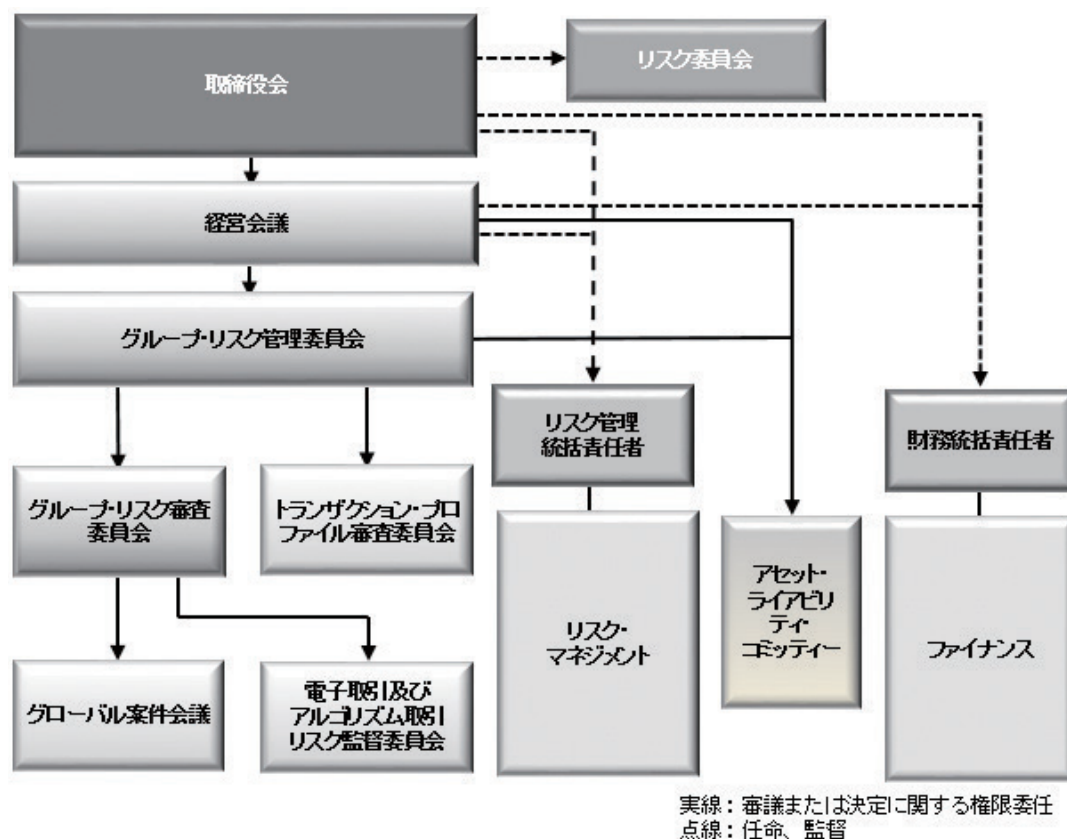 取締役会
リスク委員会
経営会議
グループ・リスク管理委員会
リスク管理
統括責任者
財務統括責任者
グループ・リスク審査
委員会
トランザクション・プロ
ファイル審査委員会
アセット・
ライアビリ
ティ・
コミッティー
リスク・
マネジメント
ファイナンス
グローバル案件会議
電子取引及び
アルゴリズム取引
リスク監督委員会
実線：審議または決定に関する権限委任
点線：任命、監督